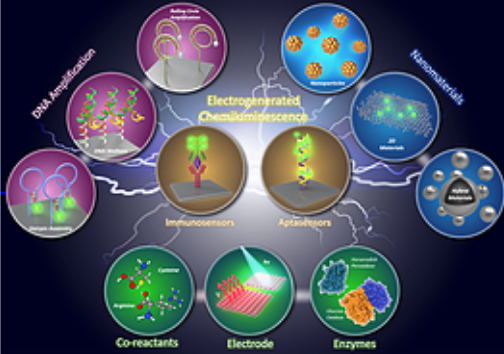 Rolling Circle
Amplification
Nanoparticles
DNA Amplification
Nanomaterials
Electrogenerated
Chemiluminescence
DNA Walkers
2D
Materials
Hairpin Assembly
Hybrid
Materials
Immunosensors
Aptasensors
Cysteine
Arginine
Horseradish
Peroxidase
Glucose
Oxidase
Co-reactants
Electrode
Enzymes